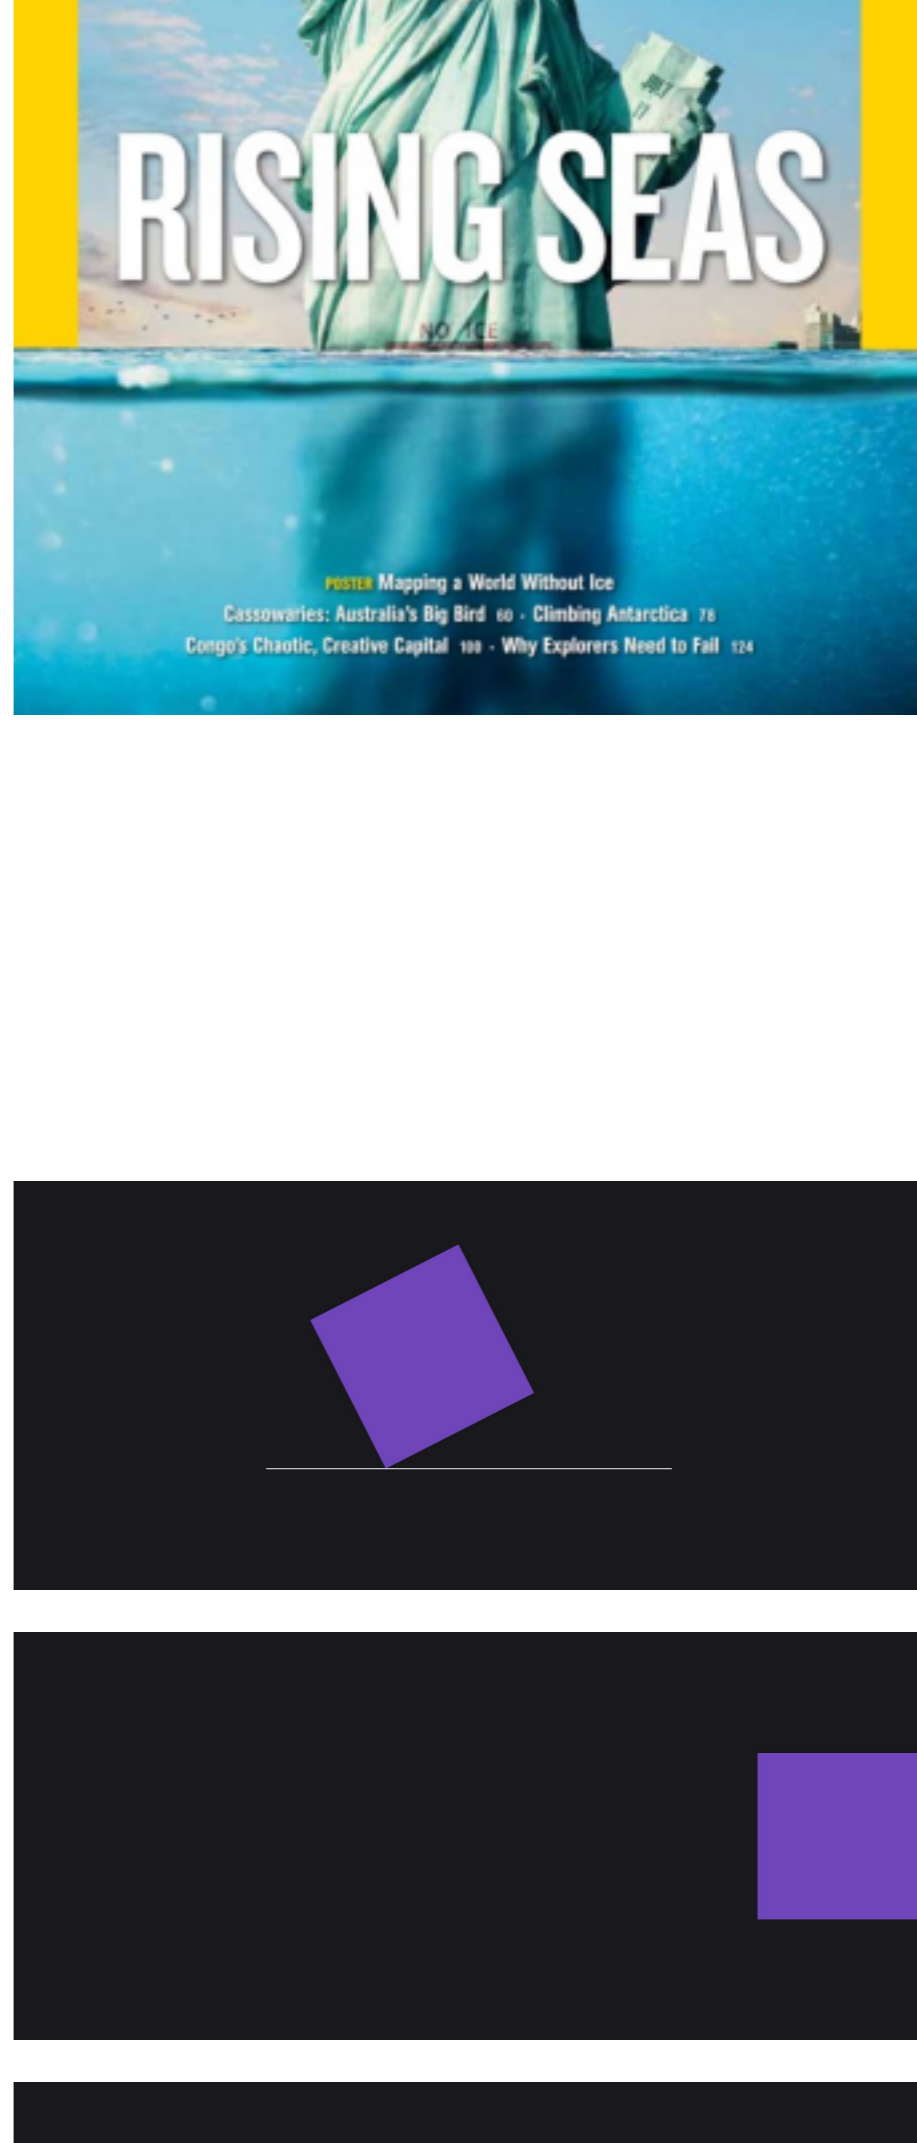 JULY
RISING SEAS
NO ICE
POSTER Mapping a World Without Ice
Cassowaries: Australia's Big Bird 60 • Climbing Antarctica 78
Congo's Chaotic, Creative Capital 100 • Why Explorers Need to Fail 124